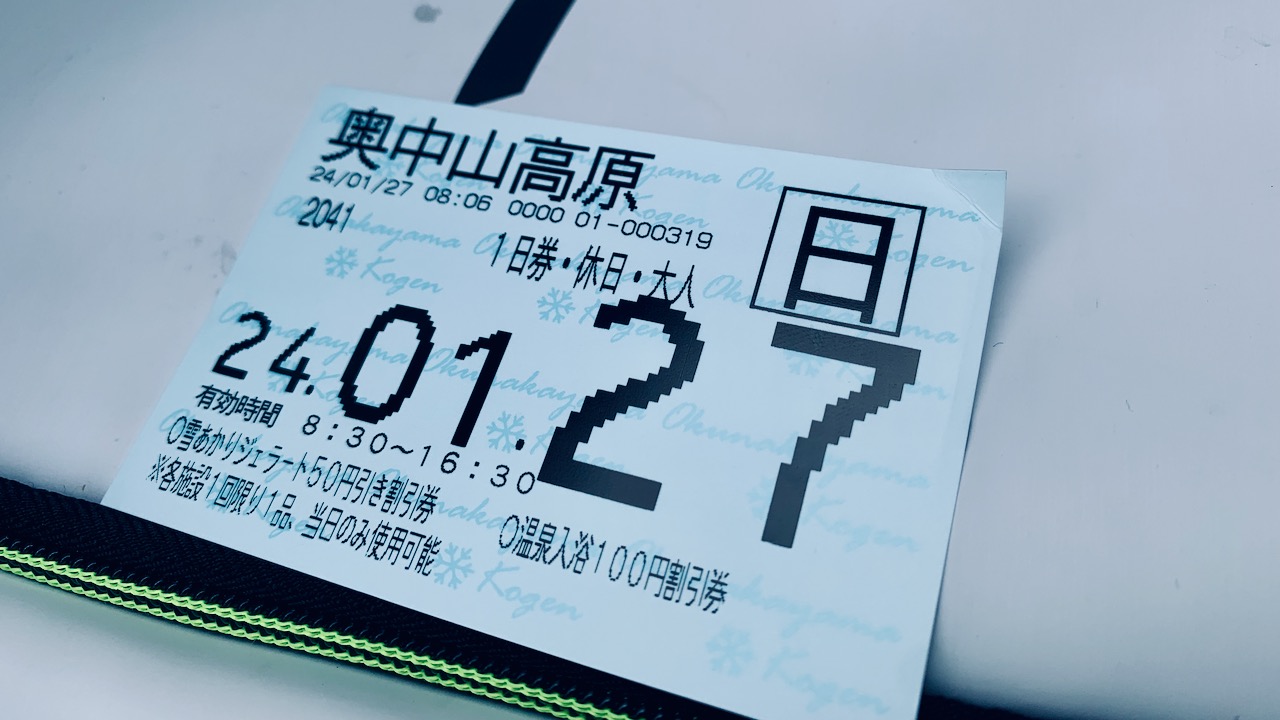 奥中山高原
24/01/27 08:06 0000 01-000319
2041
1日券・休日・大人
日
24.01.27
有効時間 8:30〜16:30
○雪あかりジェラート50円引き割引券
○温泉入浴100円割引券
※各施設1回限り1品、当日のみ使用可能
Okunakayama Kogen